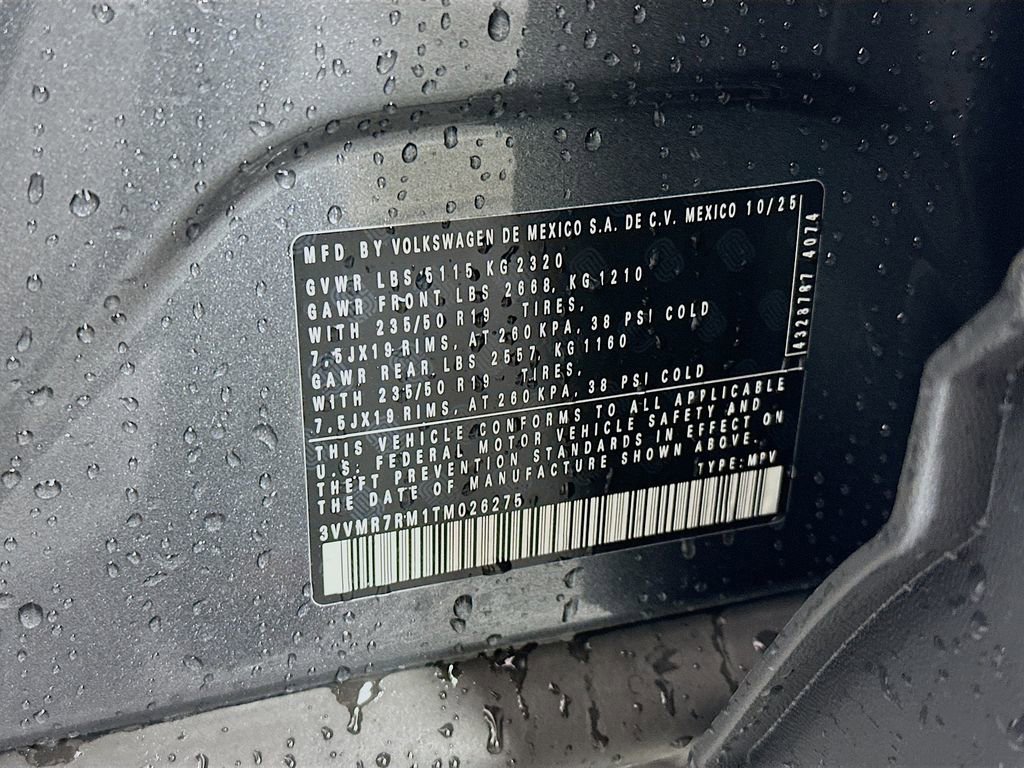 MFD. BY VOLKSWAGEN DE MEXICO S.A. DE C.V. MEXICO 10/25
GVWR LBS 5115 KG 2320
GAWR FRONT LBS 2668, KG 1210
WITH 235/50 R19 TIRES,
7.5JX19 RIMS, AT 260 KPA, 38 PSI COLD
GAWR REAR LBS 2557, KG 1160
WITH 235/50 R19 TIRES,
7.5JX19 RIMS, AT 260 KPA, 38 PSI COLD
4328787 4074
THIS VEHICLE CONFORMS TO ALL APPLICABLE
U.S. FEDERAL MOTOR VEHICLE SAFETY AND
THEFT PREVENTION STANDARDS IN EFFECT ON
THE DATE OF MANUFACTURE SHOWN ABOVE.
3VVMR7RM1TM026275 TYPE: MPV